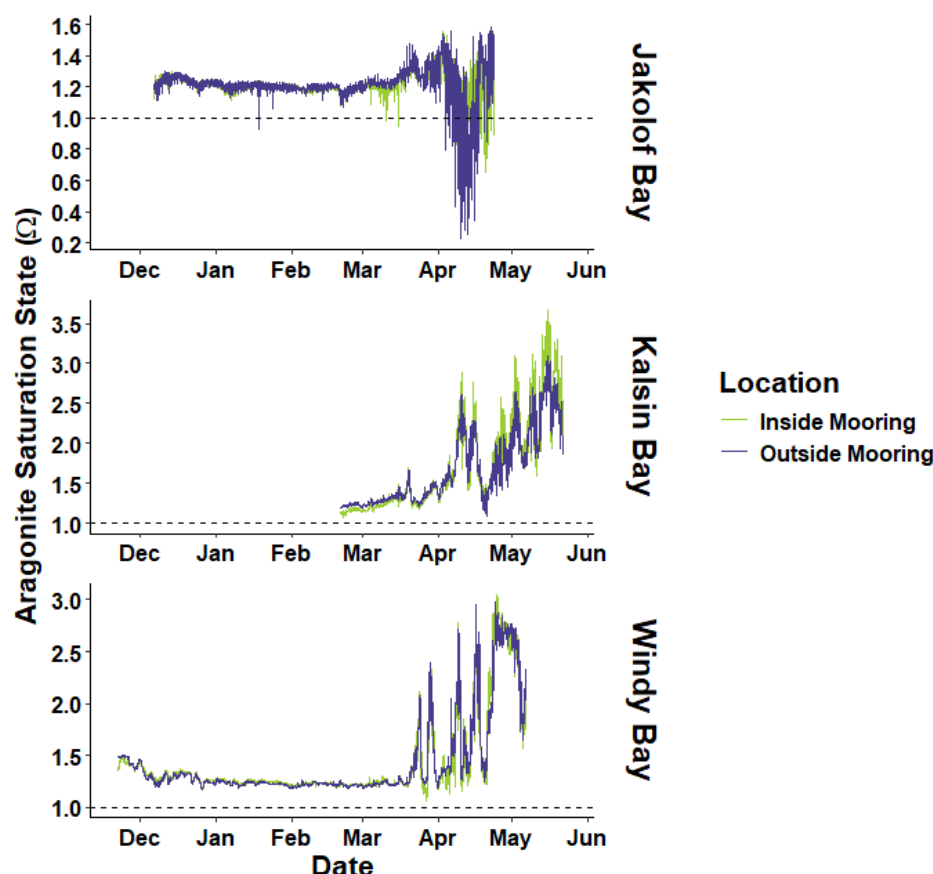 Aragonite Saturation State (Ω)
1.6
1.4
1.2
1.0
0.8
0.6
0.4
0.2
Dec Jan Feb Mar Apr May Jun
Jakolof Bay
3.5
3.0
2.5
2.0
1.5
1.0
Dec Jan Feb Mar Apr May Jun
Kalsin Bay
3.0
2.5
2.0
1.5
1.0
Dec Jan Feb Mar Apr May Jun
Windy Bay
Date
Location
Inside Mooring
Outside Mooring